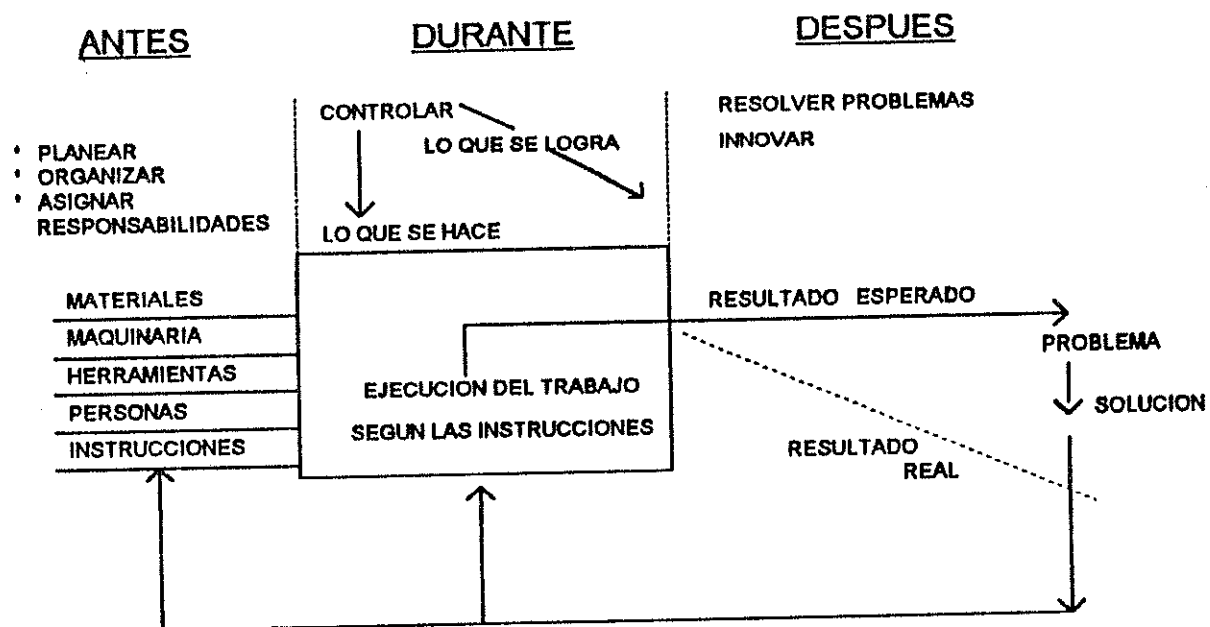 ANTES
DURANTE
DESPUES
• PLANEAR
• ORGANIZAR
• ASIGNAR
RESPONSABILIDADES
CONTROLAR
LO QUE SE LOGRA
LO QUE SE HACE
RESOLVER PROBLEMAS
INNOVAR
MATERIALES
MAQUINARIA
HERRAMIENTAS
PERSONAS
INSTRUCCIONES
EJECUCION DEL TRABAJO
SEGUN LAS INSTRUCCIONES
RESULTADO ESPERADO
PROBLEMA
SOLUCION
RESULTADO
REAL